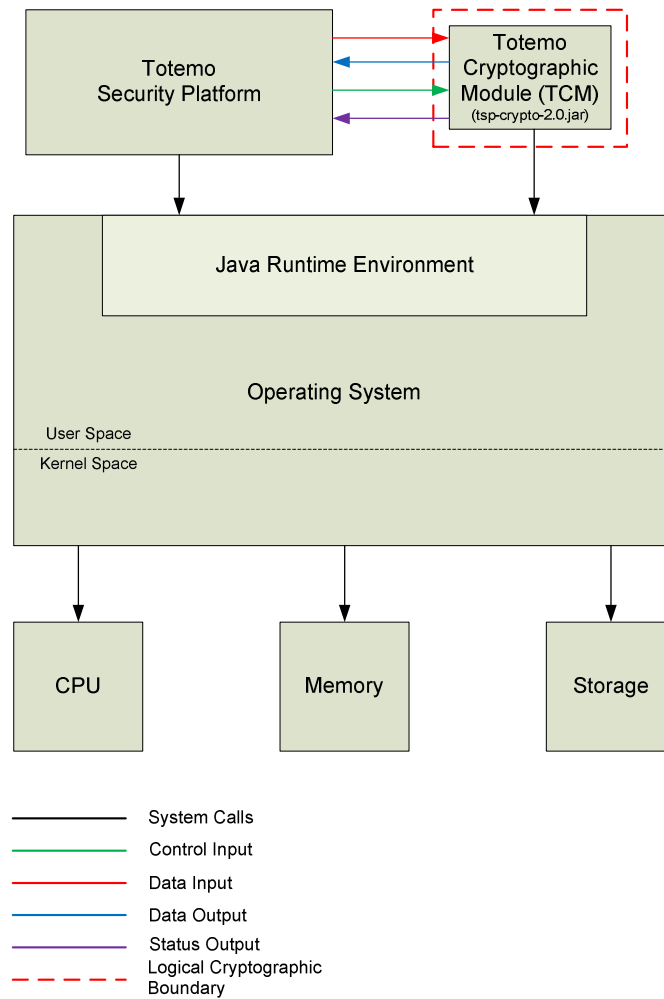 Totemo
Security Platform
Totemo
Cryptographic
Module (TCM)
(tsp-crypto-2.0.jar)
Java Runtime Environment
Operating System
User Space
Kernel Space
CPU
Memory
Storage
System Calls
Control Input
Data Input
Data Output
Status Output
Logical Cryptographic
Boundary